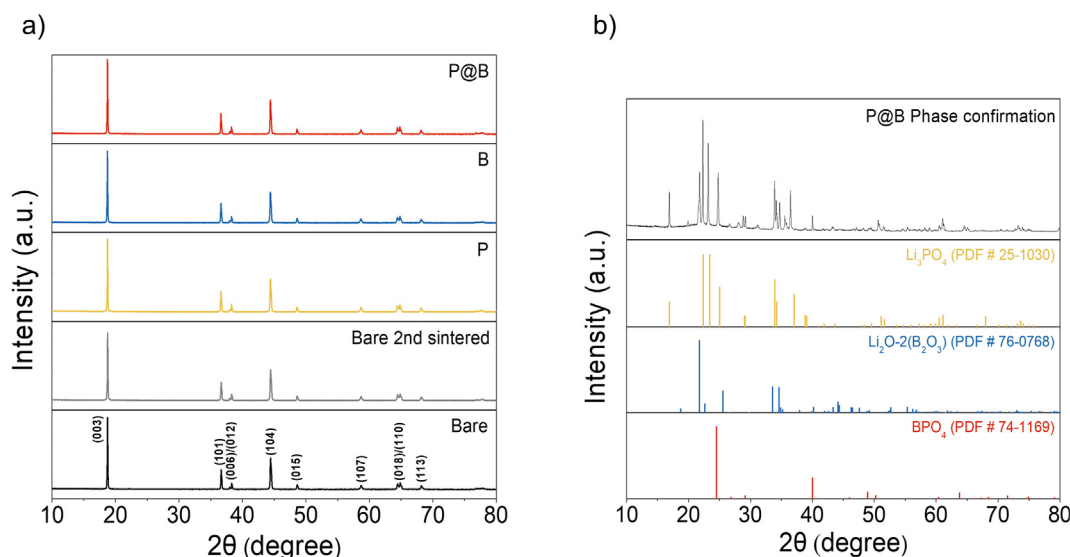 a)
P@B
B
P
Bare 2nd sintered
Bare
(003)
(101)
(006)/(012)
(104)
(015)
(107)
(018)/(110)
(113)
Intensity (a.u.)
10 20 30 40 50 60 70 80
2θ (degree)
b)
P@B Phase confirmation
Li₃PO₄ (PDF # 25-1030)
Li₂O-2(B₂O₃) (PDF # 76-0768)
BPO₄ (PDF # 74-1169)
Intensity (a.u.)
10 20 30 40 50 60 70 80
2θ (degree)